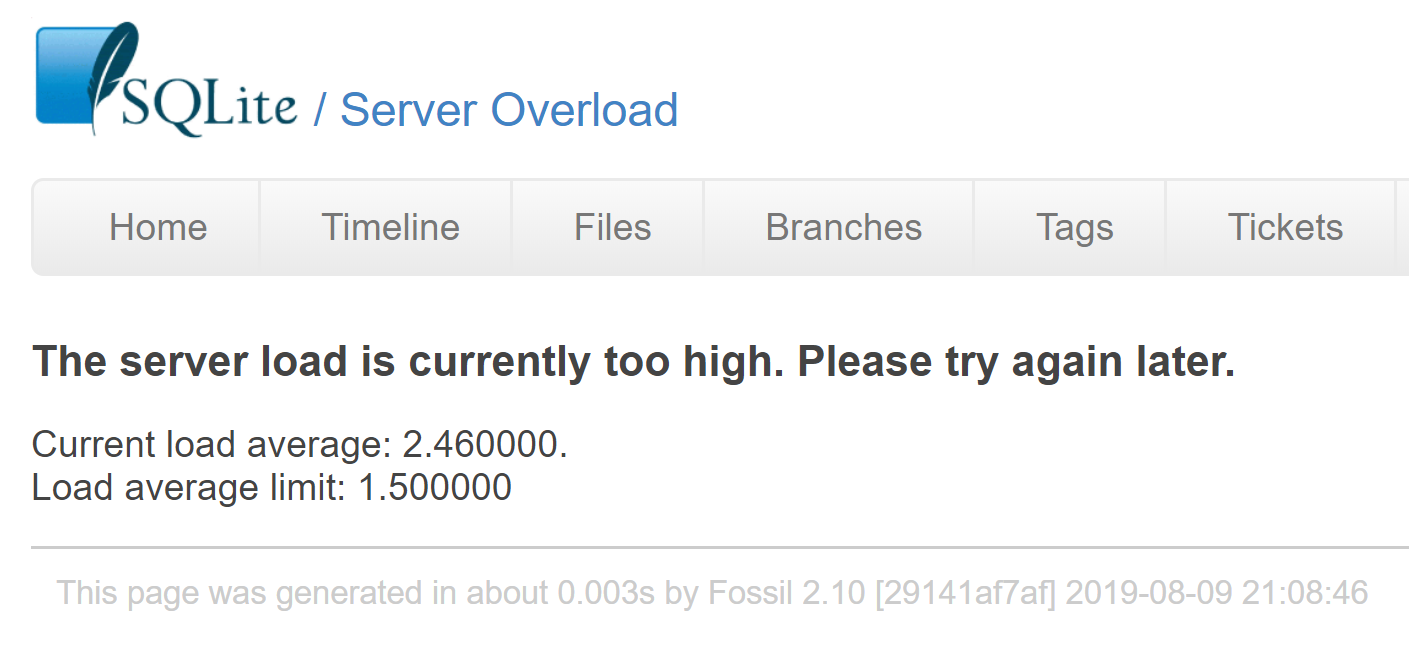 SQLite / Server Overload
Home Timeline Files Branches Tags Tickets
The server load is currently too high. Please try again later.
Current load average: 2.460000.
Load average limit: 1.500000
This page was generated in about 0.003s by Fossil 2.10 [29141af7af] 2019-08-09 21:08:46